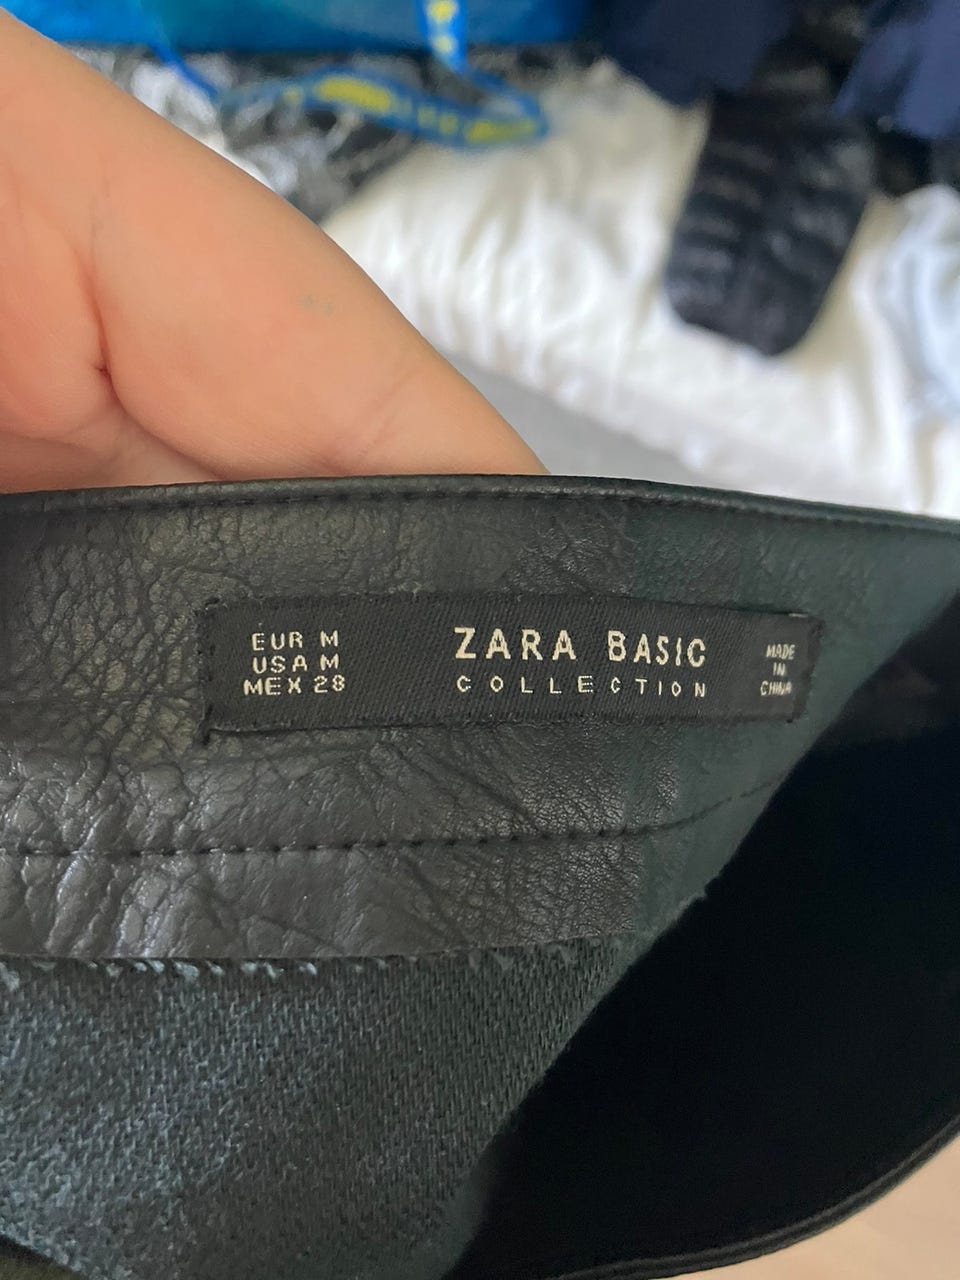 EUR M
USA M
MEX 28
ZARA BASIC
COLLECTION
MADE
IN
CHINA